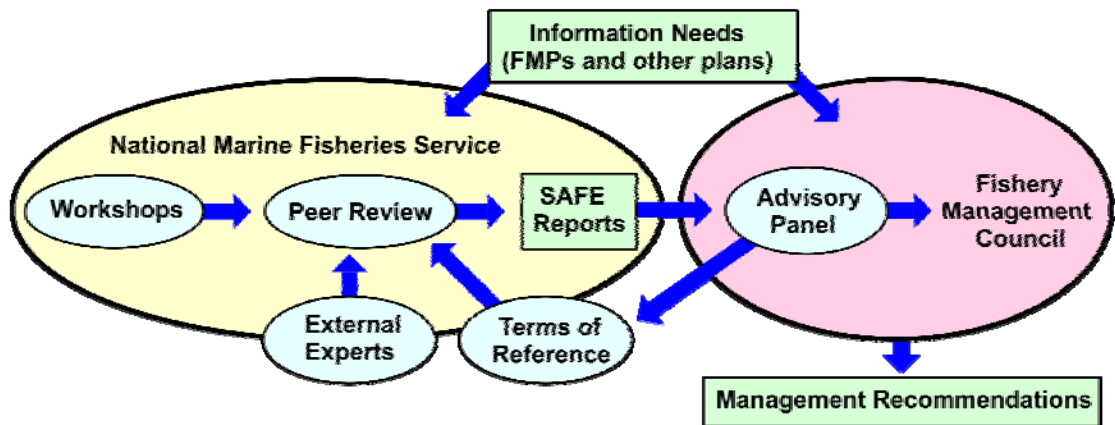 Information Needs
(FMPs and other plans)
National Marine Fisheries Service
Workshops
Peer Review
SAFE
Reports
Advisory
Panel
Fishery
Management
Council
External
Experts
Terms of
Reference
Management Recommendations